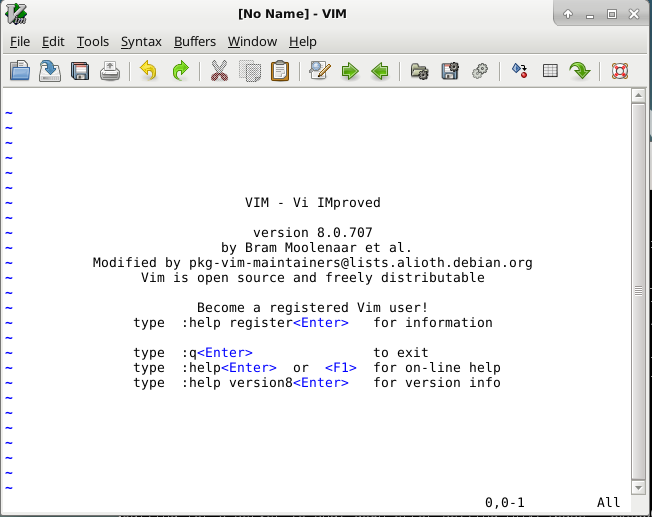 [No Name] - VIM
File Edit Tools Syntax Buffers Window Help
~
~
~
~
~
~
~ VIM - Vi IMproved
~
~ version 8.0.707
~ by Bram Moolenaar et al.
~ Modified by pkg-vim-maintainers@lists.alioth.debian.org
~ Vim is open source and freely distributable
~
~ Become a registered Vim user!
~ type :help register<Enter> for information
~
~ type :q<Enter> to exit
~ type :help<Enter> or <F1> for on-line help
~ type :help version8<Enter> for version info
~
~
~
~
~
~
~
0,0-1 All